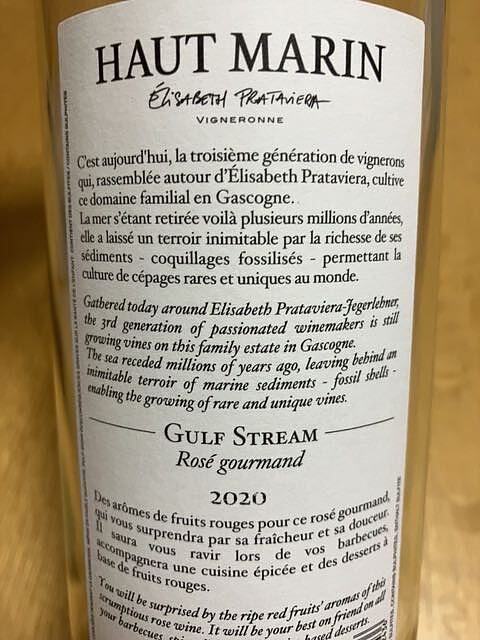 HAUT MARIN
Élisabeth Prataviera
VIGNERONNE
C'est aujourd'hui, la troisième génération de vignerons
qui, rassemblée autour d'Élisabeth Prataviera, cultive
ce domaine familial en Gascogne.
La mer s'étant retirée voilà plusieurs millions d'années,
elle a laissé un terroir inimitable par la richesse de ses
sédiments - coquillages fossilisés - permettant la
culture de cépages rares et uniques au monde.
Gathered today around Elisabeth Prataviera-Jegerlehner,
the 3rd generation of passionated winemakers is still
growing vines on this family estate in Gascogne.
The sea receded millions of years ago, leaving behind an
inimitable terroir of marine sediments - fossil shells -
enabling the growing of rare and unique vines.
GULF STREAM
Rosé gourmand
2020
Des arômes de fruits rouges pour ce rosé gourmand,
qui vous surprendra par sa fraîcheur et sa douceur.
Il saura vous ravir lors de vos barbecues,
accompagnera une cuisine épicée et des desserts à
base de fruits rouges.
You will be surprised by the ripe red fruits' aromas of this
scrumptious rose wine. It will be your best friend on all
your barbecues, based desserts.